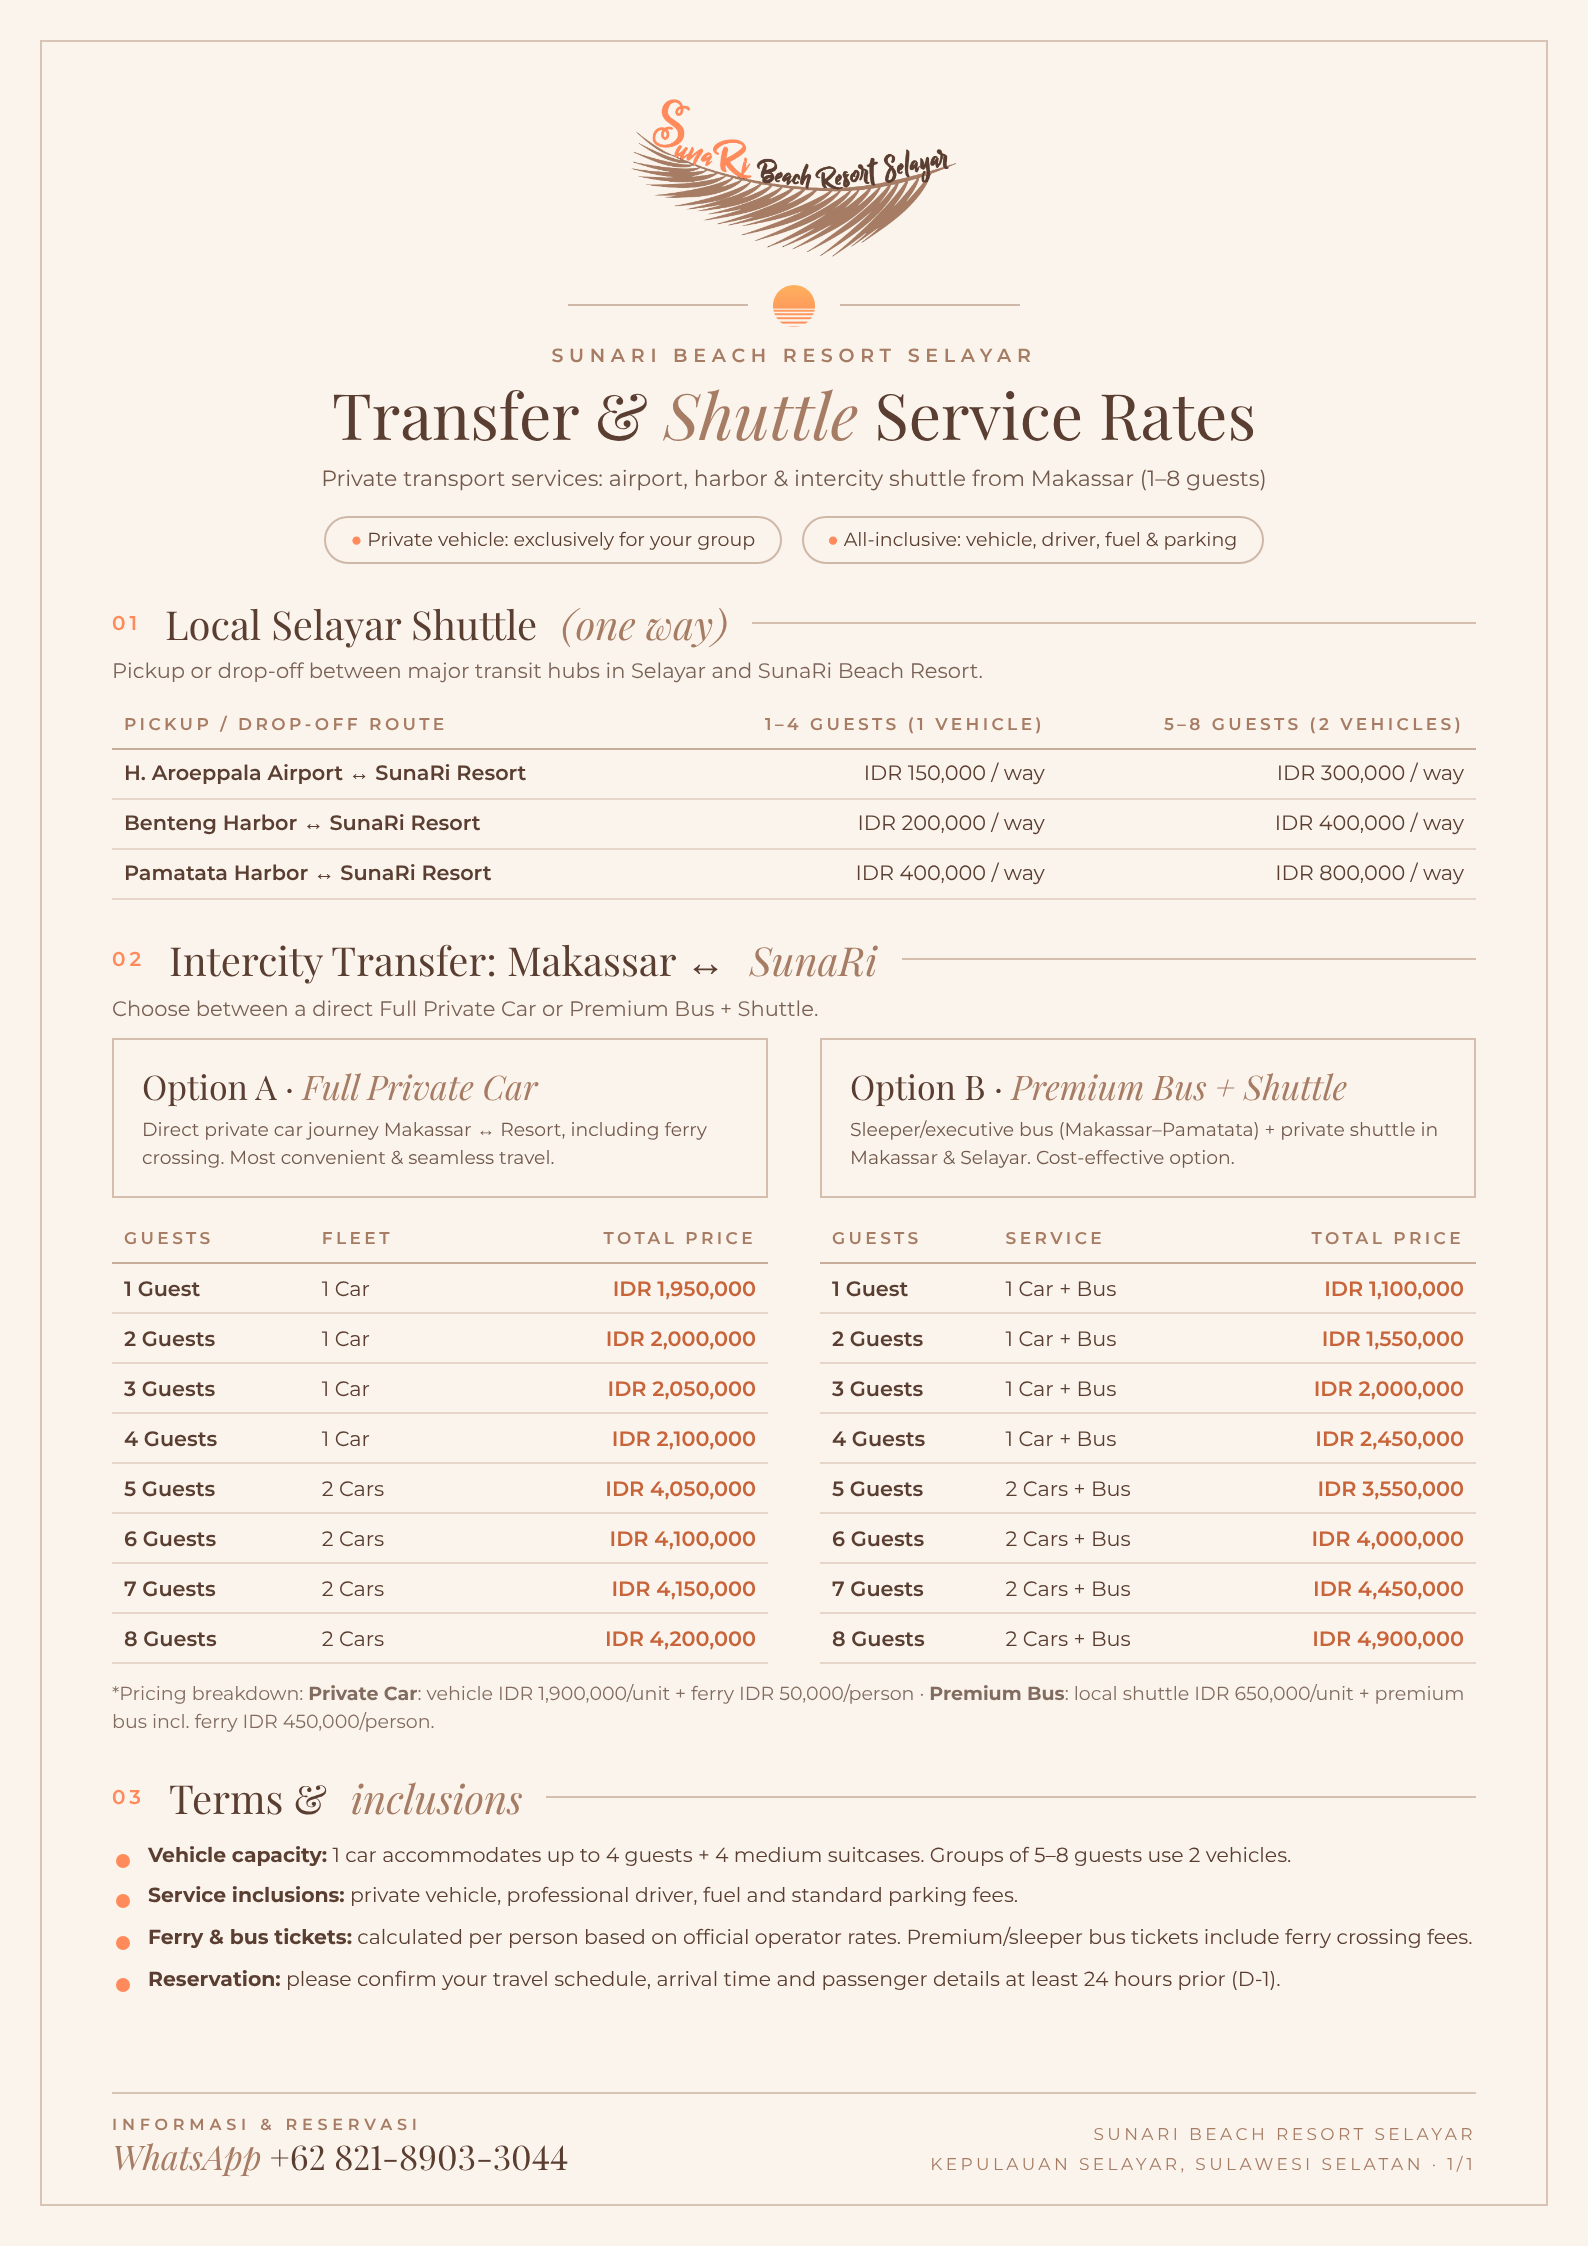 SunaRi Beach Resort Selayar
SUNARI BEACH RESORT SELAYAR
Transfer & Shuttle Service Rates
Private transport services: airport, harbor & intercity shuttle from Makassar (1–8 guests)
• Private vehicle: exclusively for your group • All-inclusive: vehicle, driver, fuel & parking
01 Local Selayar Shuttle (one way)
Pickup or drop-off between major transit hubs in Selayar and SunaRi Beach Resort.
PICKUP / DROP-OFF ROUTE 1–4 GUESTS (1 VEHICLE) 5–8 GUESTS (2 VEHICLES)
H. Aroeppala Airport ↔ SunaRi Resort IDR 150,000 / way IDR 300,000 / way
Benteng Harbor ↔ SunaRi Resort IDR 200,000 / way IDR 400,000 / way
Pamatata Harbor ↔ SunaRi Resort IDR 400,000 / way IDR 800,000 / way
02 Intercity Transfer: Makassar ↔ SunaRi
Choose between a direct Full Private Car or Premium Bus + Shuttle.
Option A · Full Private Car
Direct private car journey Makassar ↔ Resort, including ferry
crossing. Most convenient & seamless travel.
GUESTS FLEET TOTAL PRICE
1 Guest 1 Car IDR 1,950,000
2 Guests 1 Car IDR 2,000,000
3 Guests 1 Car IDR 2,050,000
4 Guests 1 Car IDR 2,100,000
5 Guests 2 Cars IDR 4,050,000
6 Guests 2 Cars IDR 4,100,000
7 Guests 2 Cars IDR 4,150,000
8 Guests 2 Cars IDR 4,200,000
Option B · Premium Bus + Shuttle
Sleeper/executive bus (Makassar–Pamatata) + private shuttle in
Makassar & Selayar. Cost-effective option.
GUESTS SERVICE TOTAL PRICE
1 Guest 1 Car + Bus IDR 1,100,000
2 Guests 1 Car + Bus IDR 1,550,000
3 Guests 1 Car + Bus IDR 2,000,000
4 Guests 1 Car + Bus IDR 2,450,000
5 Guests 2 Cars + Bus IDR 3,550,000
6 Guests 2 Cars + Bus IDR 4,000,000
7 Guests 2 Cars + Bus IDR 4,450,000
8 Guests 2 Cars + Bus IDR 4,900,000
*Pricing breakdown: Private Car: vehicle IDR 1,900,000/unit + ferry IDR 50,000/person · Premium Bus: local shuttle IDR 650,000/unit + premium
bus incl. ferry IDR 450,000/person.
03 Terms & inclusions
Vehicle capacity: 1 car accommodates up to 4 guests + 4 medium suitcases. Groups of 5–8 guests use 2 vehicles.
Service inclusions: private vehicle, professional driver, fuel and standard parking fees.
Ferry & bus tickets: calculated per person based on official operator rates. Premium/sleeper bus tickets include ferry crossing fees.
Reservation: please confirm your travel schedule, arrival time and passenger details at least 24 hours prior (D-1).
INFORMASI & RESERVASI
WhatsApp +62 821-8903-3044
SUNARI BEACH RESORT SELAYAR
KEPULAUAN SELAYAR, SULAWESI SELATAN · 1/1